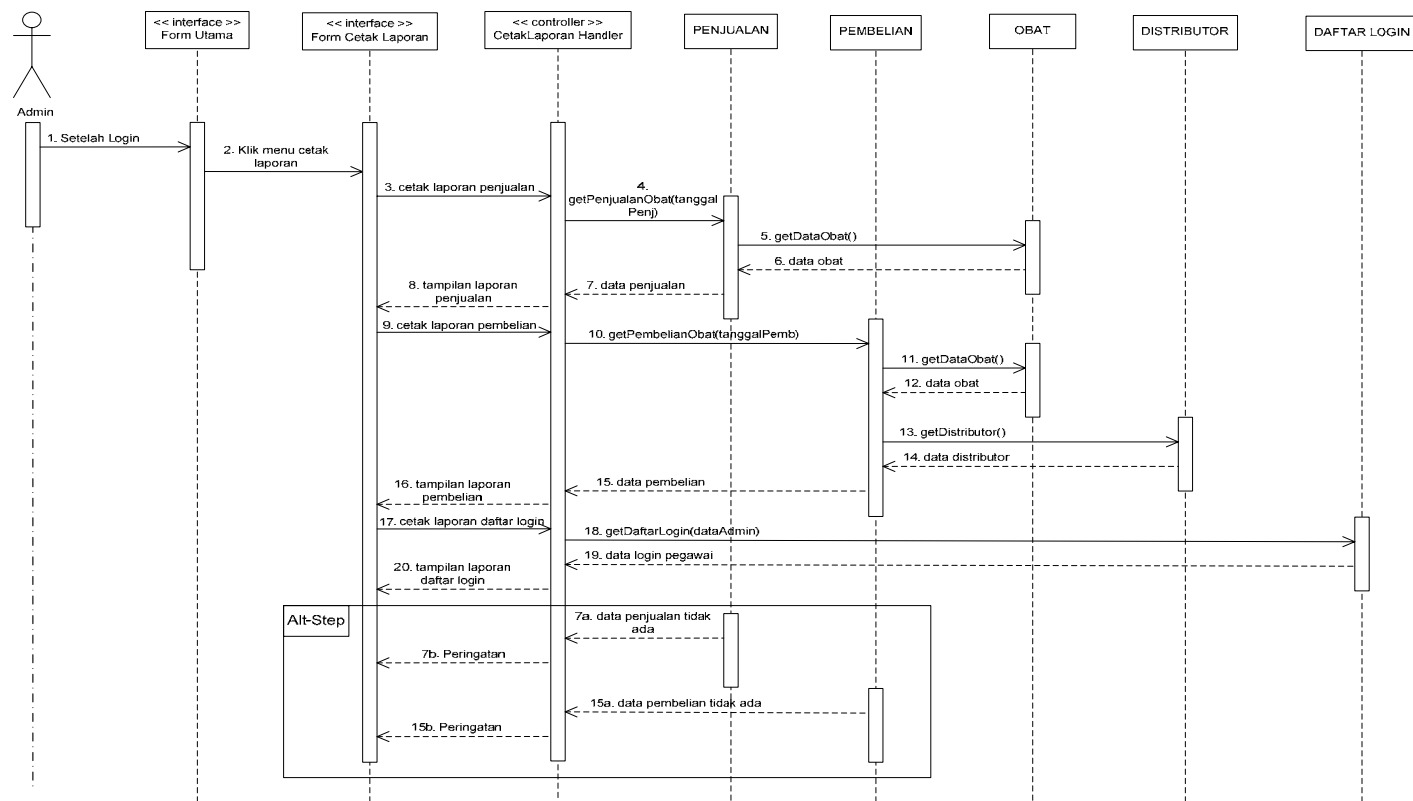 << interface >>
Form Utama
<< interface >>
Form Cetak Laporan
<< controller >>
CetakLaporan Handler
PENJUALAN
PEMBELIAN
OBAT
DISTRIBUTOR
DAFTAR LOGIN
Admin
1. Setelah Login
2. Klik menu cetak
laporan
3. cetak laporan penjualan
4.
getPenjualanObat(tanggal
Penj)
5. getDataObat()
6. data obat
7. data penjualan
8. tampilan laporan
penjualan
9. cetak laporan pembelian
10. getPembelianObat(tanggalPemb)
11. getDataObat()
12. data obat
13. getDistributor()
14. data distributor
15. data pembelian
16. tampilan laporan
pembelian
17. cetak laporan daftar login
18. getDaftarLogin(dataAdmin)
19. data login pegawai
20. tampilan laporan
daftar login
Alt-Step
7a. data penjualan tidak
ada
7b. Peringatan
15a. data pembelian tidak ada
15b. Peringatan